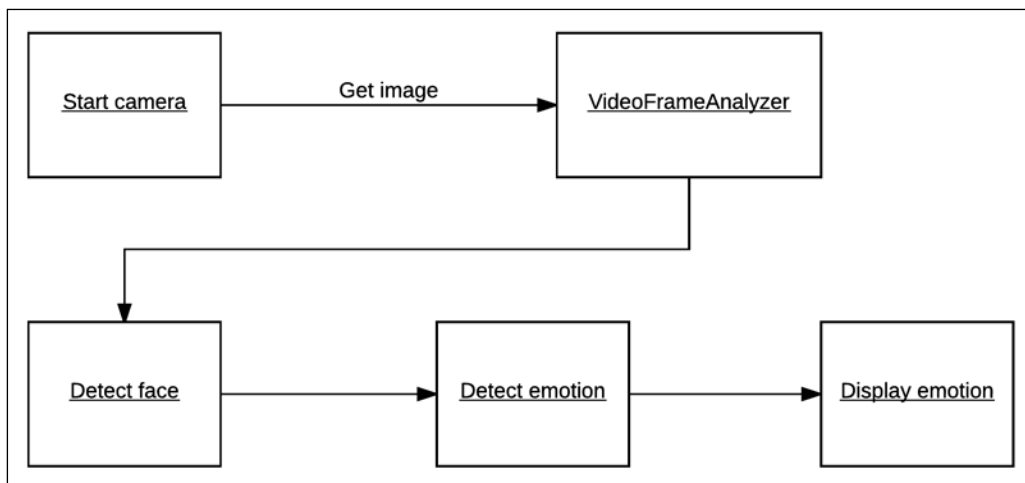 Start camera
Get image
VideoFrameAnalyzer
Detect face
Detect emotion
Display emotion